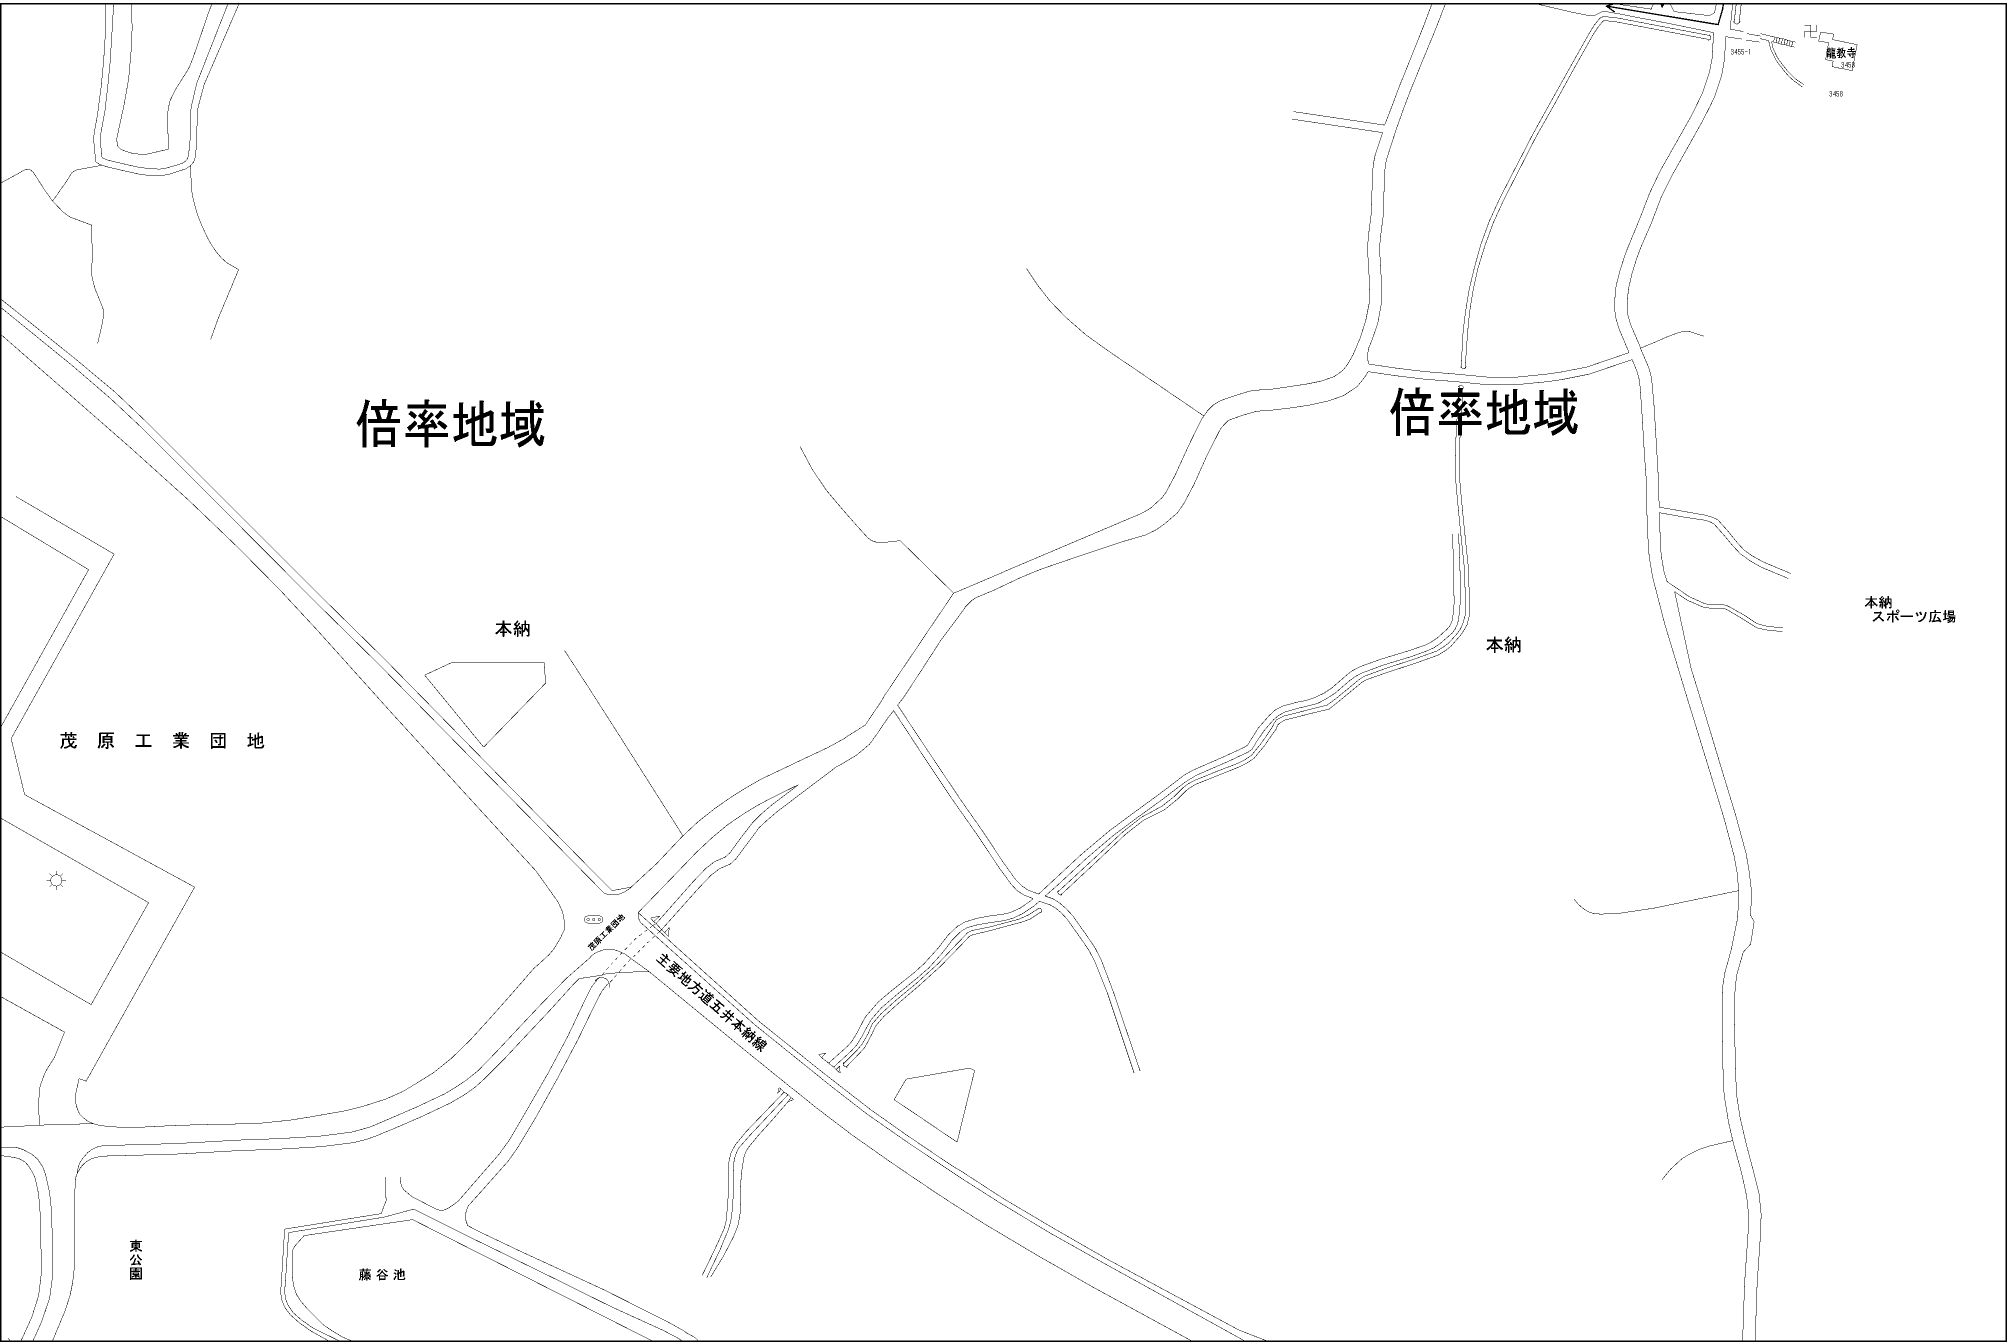 3455-1
龍教寺
3458
3458
倍率地域
倍率地域
本納
スポーツ広場
本納
本納
茂原工業団地
茂原工業団地
主要地方道五井本納線
東公園
藤谷池